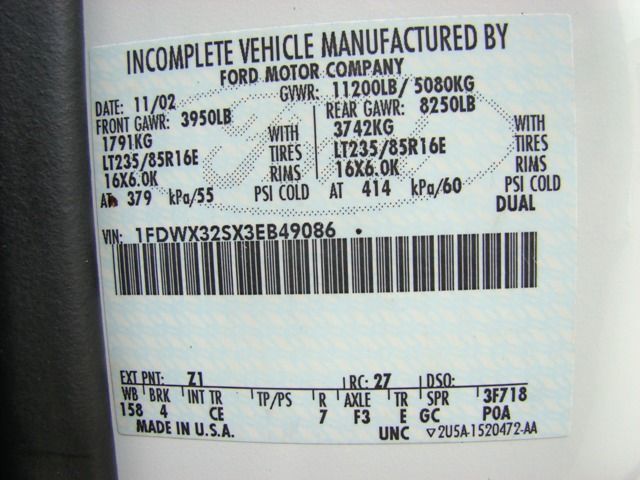 INCOMPLETE VEHICLE MANUFACTURED BY
FORD MOTOR COMPANY
DATE: 11/02 GVWR: 11200LB/ 5080KG
FRONT GAWR: 3950LB REAR GAWR: 8250LB
1791KG WITH 3742KG WITH
LT235/85R16E TIRES LT235/85R16E TIRES
16X6.0K RIMS 16X6.0K RIMS
AT 379 kPa/55 PSI COLD AT 414 kPa/60 PSI COLD
DUAL
VIN: 1FDWX32SX3EB49086
EXT PNT: Z1 RC: 27 DSO:
WB BRK INT TR TP/PS R AXLE TR SPR 3F718
158 4 CE 7 F3 E GC POA
MADE IN U.S.A. UNC ▽2U5A-1520472-AA